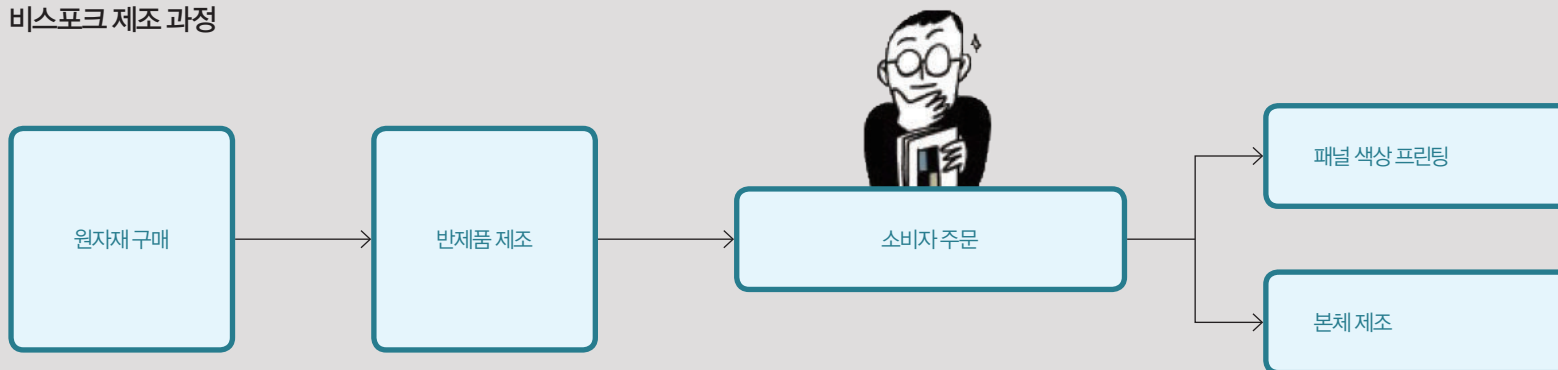 비스포크 제조 과정
원자재 구매
반제품 제조
소비자 주문
패널 색상 프린팅
본체 제조